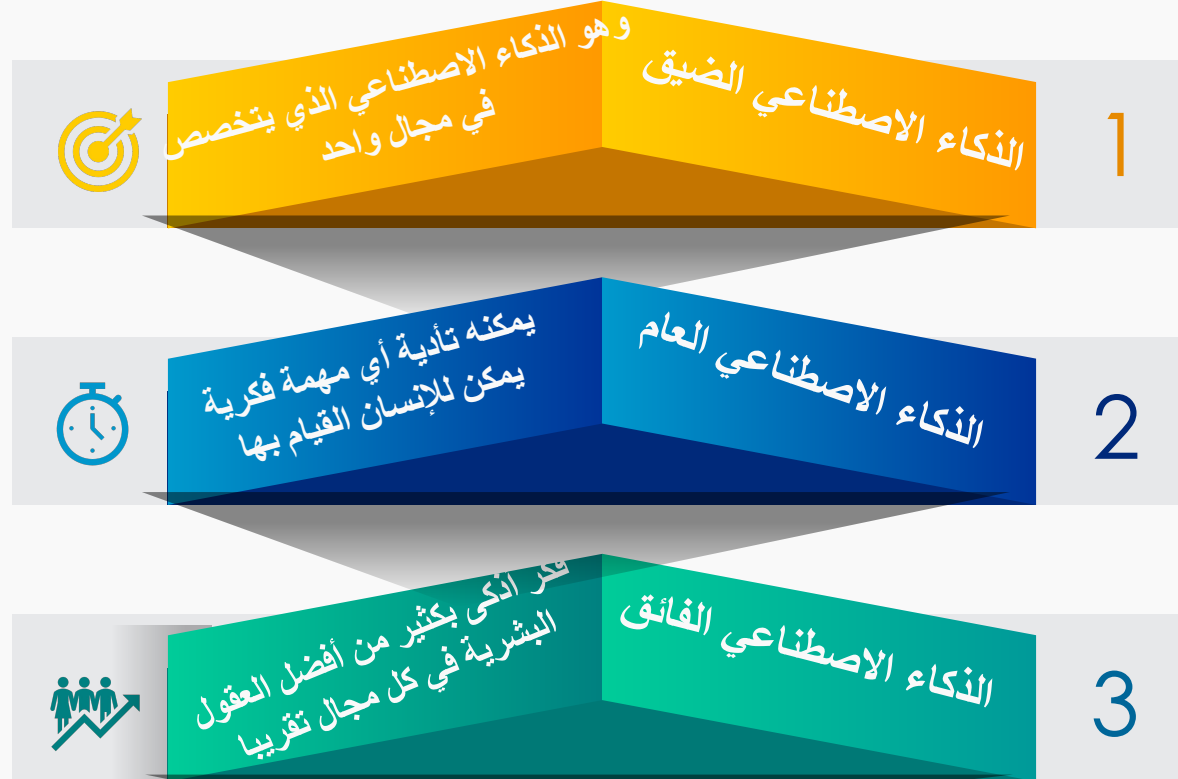 1
الذكاء الاصطناعي الضيق
وهو الذكاء الاصطناعي الذي يتخصص
في مجال واحد
2
الذكاء الاصطناعي العام
يمكنه تأدية أي مهمة فكرية
يمكن للإنسان القيام بها
3
الذكاء الاصطناعي الفائق
فكر أذكى بكثير من أفضل العقول
البشرية في كل مجال تقريبا